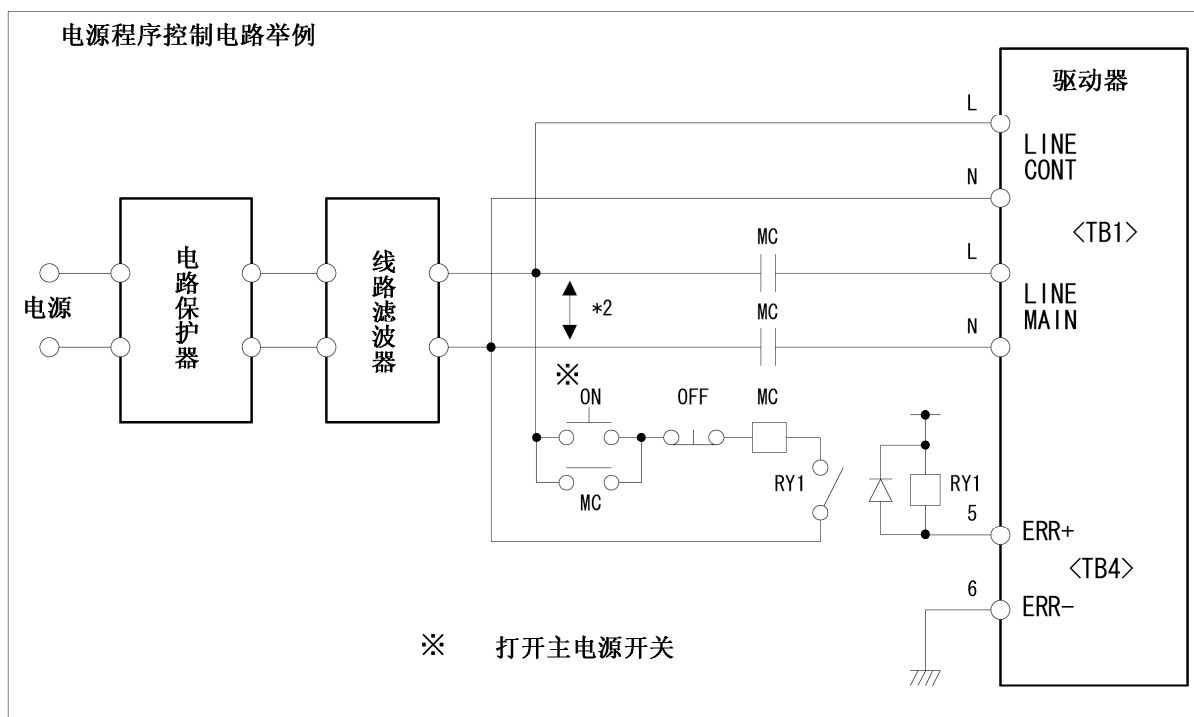 电源程序控制电路举例
驱动器
L
LINE
CONT
N
<TB1>
MC
L
电路保护器
线路滤波器
电源
*2
LINE
MAIN
MC
N
※
ON
OFF
MC
RY1
RY1
MC
5
ERR+
<TB4>
6
ERR-
※ 打开主电源开关